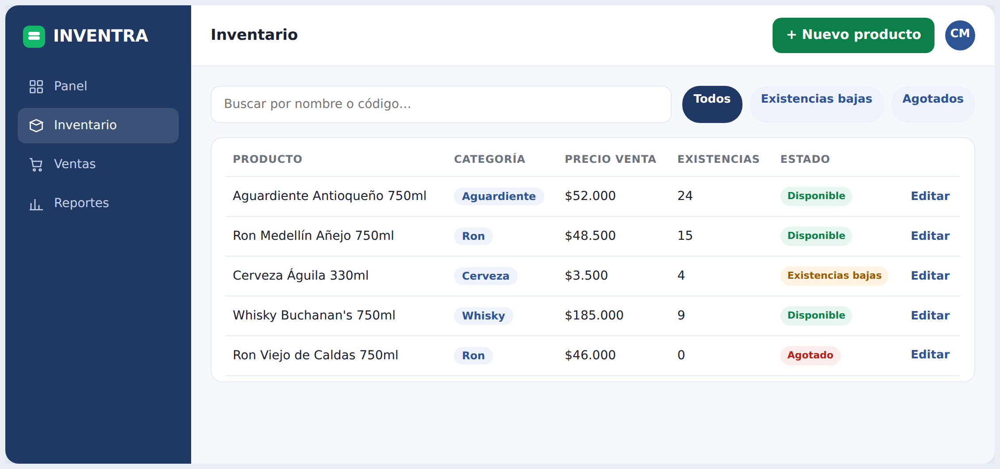 INVENTRA
Panel
Inventario
Ventas
Reportes
Inventario
+ Nuevo producto
CM
Buscar por nombre o código...
Todos
Existencias bajas
Agotados
PRODUCTO CATEGORÍA PRECIO VENTA EXISTENCIAS ESTADO
Aguardiente Antioqueño 750ml Aguardiente $52.000 24 Disponible Editar
Ron Medellín Añejo 750ml Ron $48.500 15 Disponible Editar
Cerveza Águila 330ml Cerveza $3.500 4 Existencias bajas Editar
Whisky Buchanan's 750ml Whisky $185.000 9 Disponible Editar
Ron Viejo de Caldas 750ml Ron $46.000 0 Agotado Editar